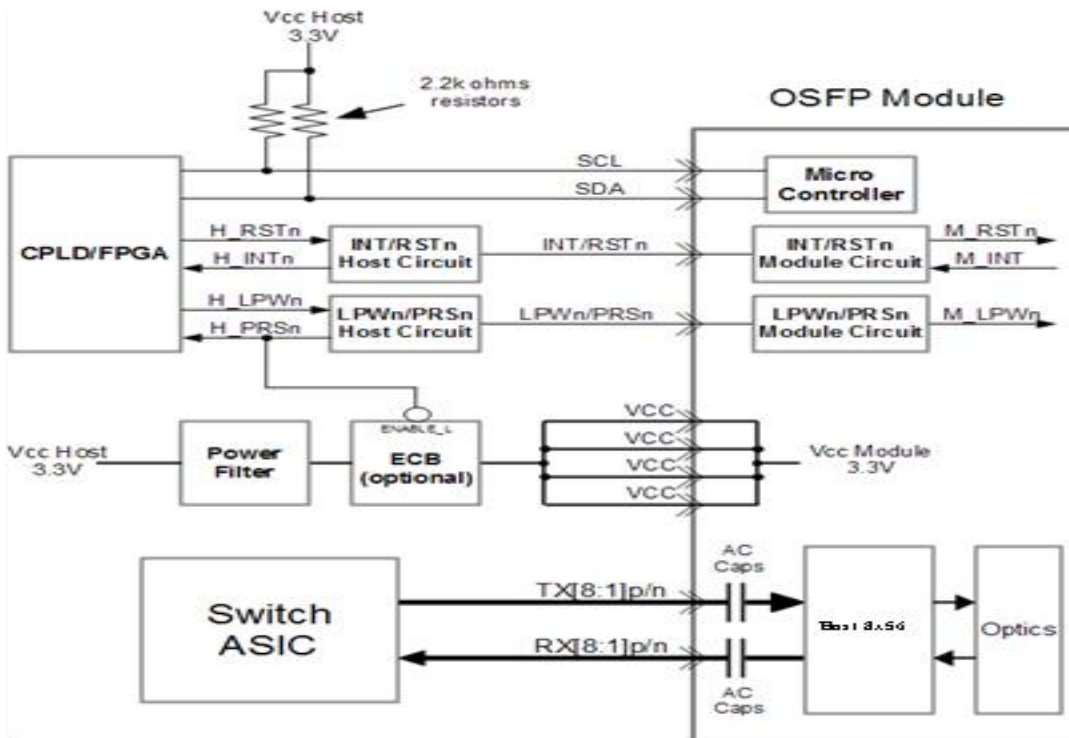 Vcc Host
3.3V
2.2k ohms
resistors
OSFP Module
SCL
SDA
Micro
Controller
CPLD/FPGA
H_RSTn
H_INTn
INT/RSTn
Host Circuit
INT/RSTn
INT/RSTn
Module Circuit
M_RSTn
M_INT
H_LPWn
H_PRSn
LPWn/PRSn
Host Circuit
LPWn/PRSn
LPWn/PRSn
Module Circuit
M_LPWn
Vcc Host
3.3V
Power
Filter
ENABLE_L
ECB
(optional)
VCC
VCC
VCC
VCC
Vcc Module
3.3V
Switch
ASIC
TX[8:1]p/n
RX[8:1]p/n
AC
Caps
AC
Caps
Optics